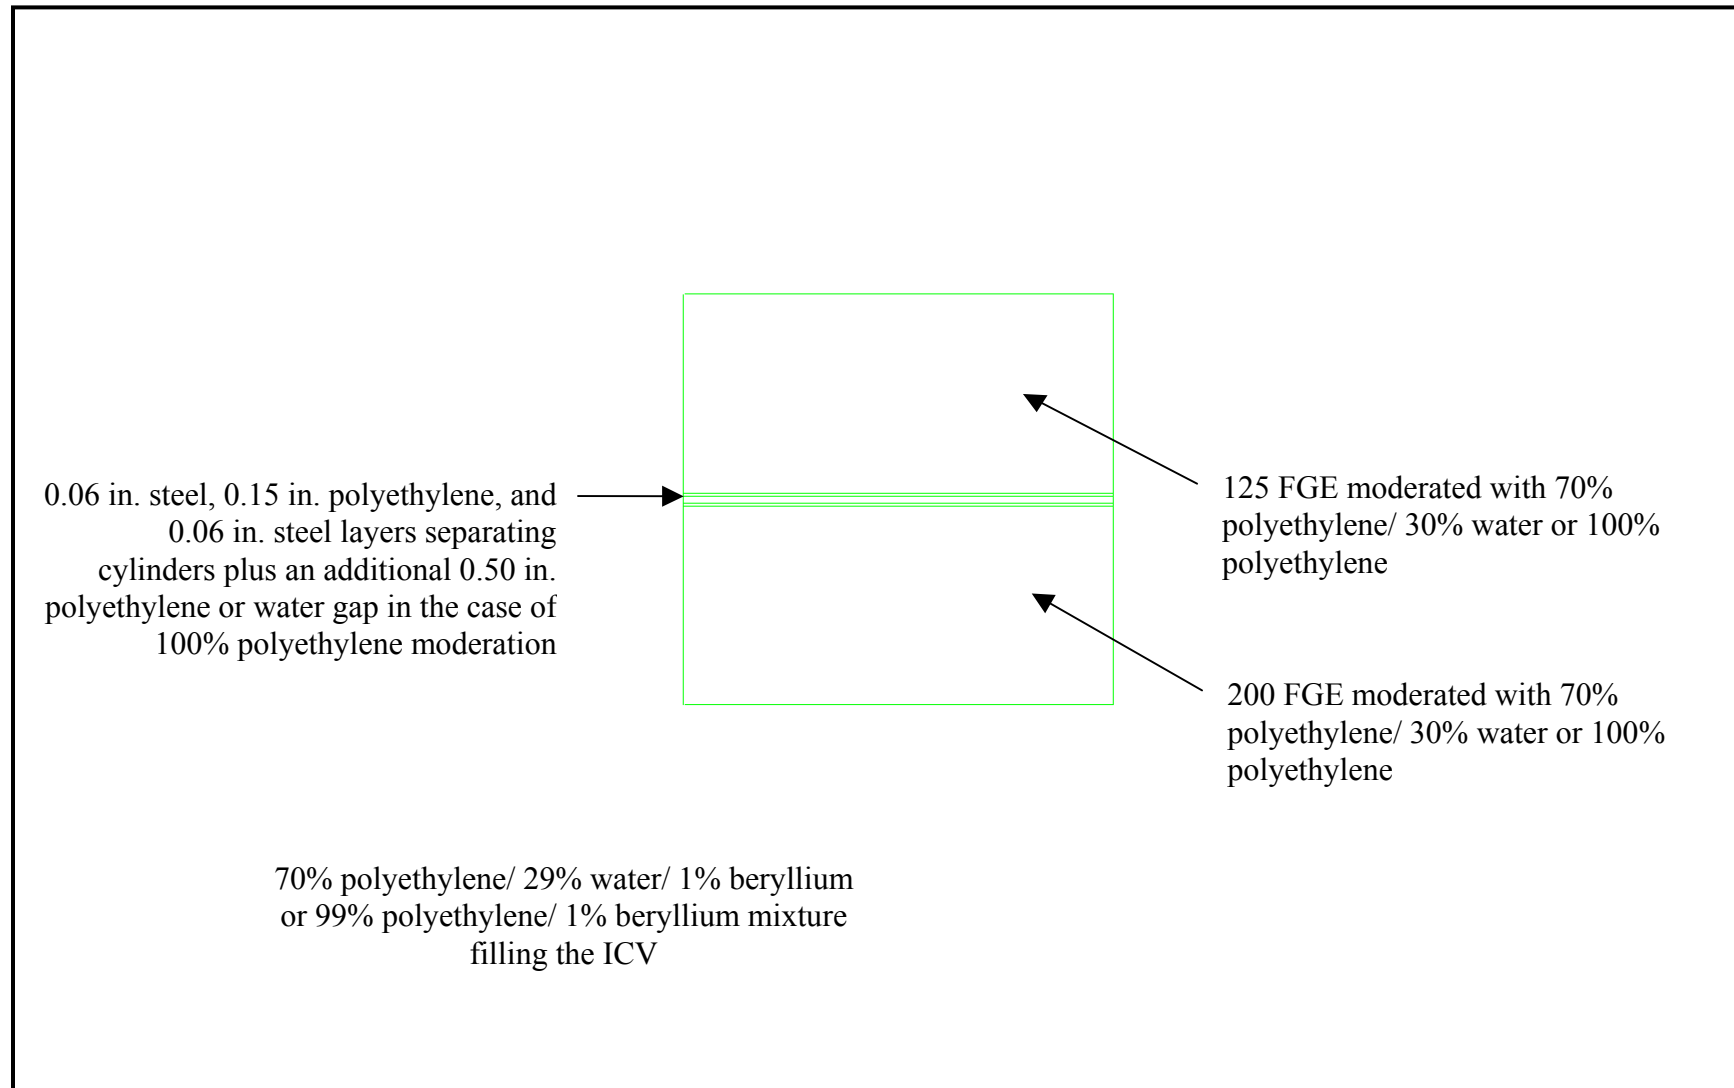 0.06 in. steel, 0.15 in. polyethylene, and
0.06 in. steel layers separating
cylinders plus an additional 0.50 in.
polyethylene or water gap in the case of
100% polyethylene moderation
125 FGE moderated with 70%
polyethylene/ 30% water or 100%
polyethylene
200 FGE moderated with 70%
polyethylene/ 30% water or 100%
polyethylene
70% polyethylene/ 29% water/ 1% beryllium
or 99% polyethylene/ 1% beryllium mixture
filling the ICV